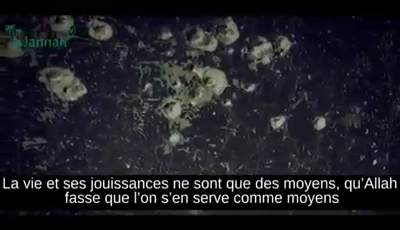 Jannah
La vie et ses jouissances ne sont que des moyens, qu'Allah
fasse que l'on s'en serve comme moyens